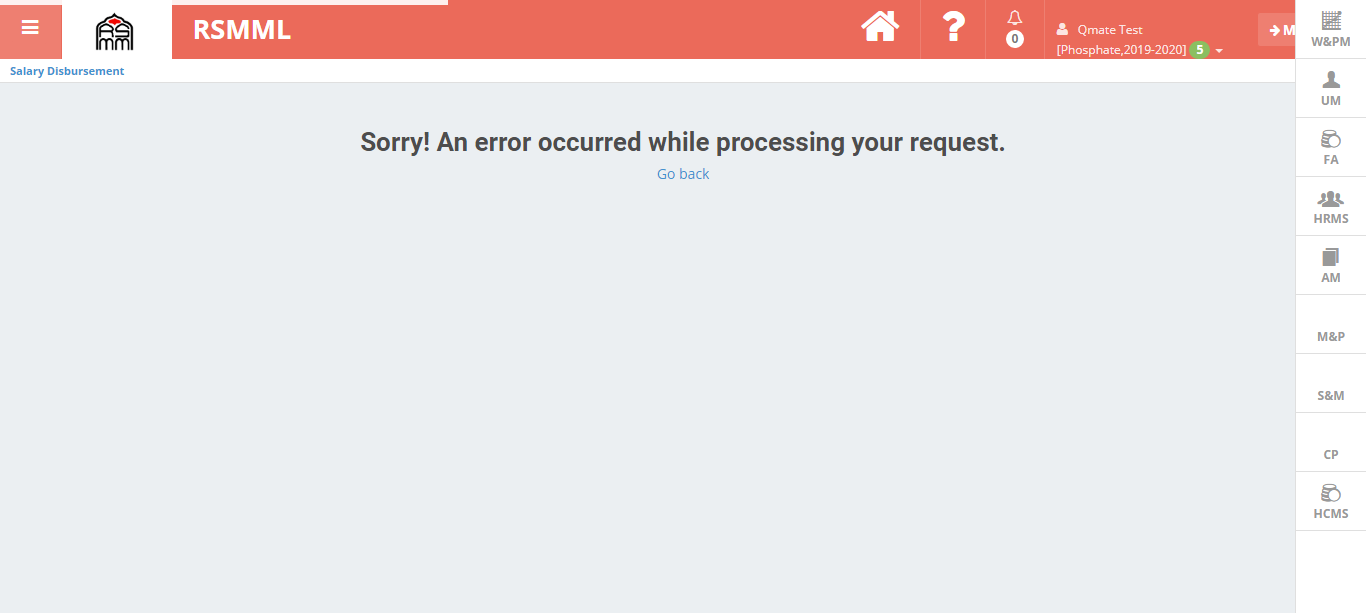 RSMML
0
Qmate Test
[Phosphate,2019-2020] 5
M
Salary Disbursement
Sorry! An error occurred while processing your request.
Go back
W&PM
UM
FA
HRMS
AM
M&P
S&M
CP
HCMS